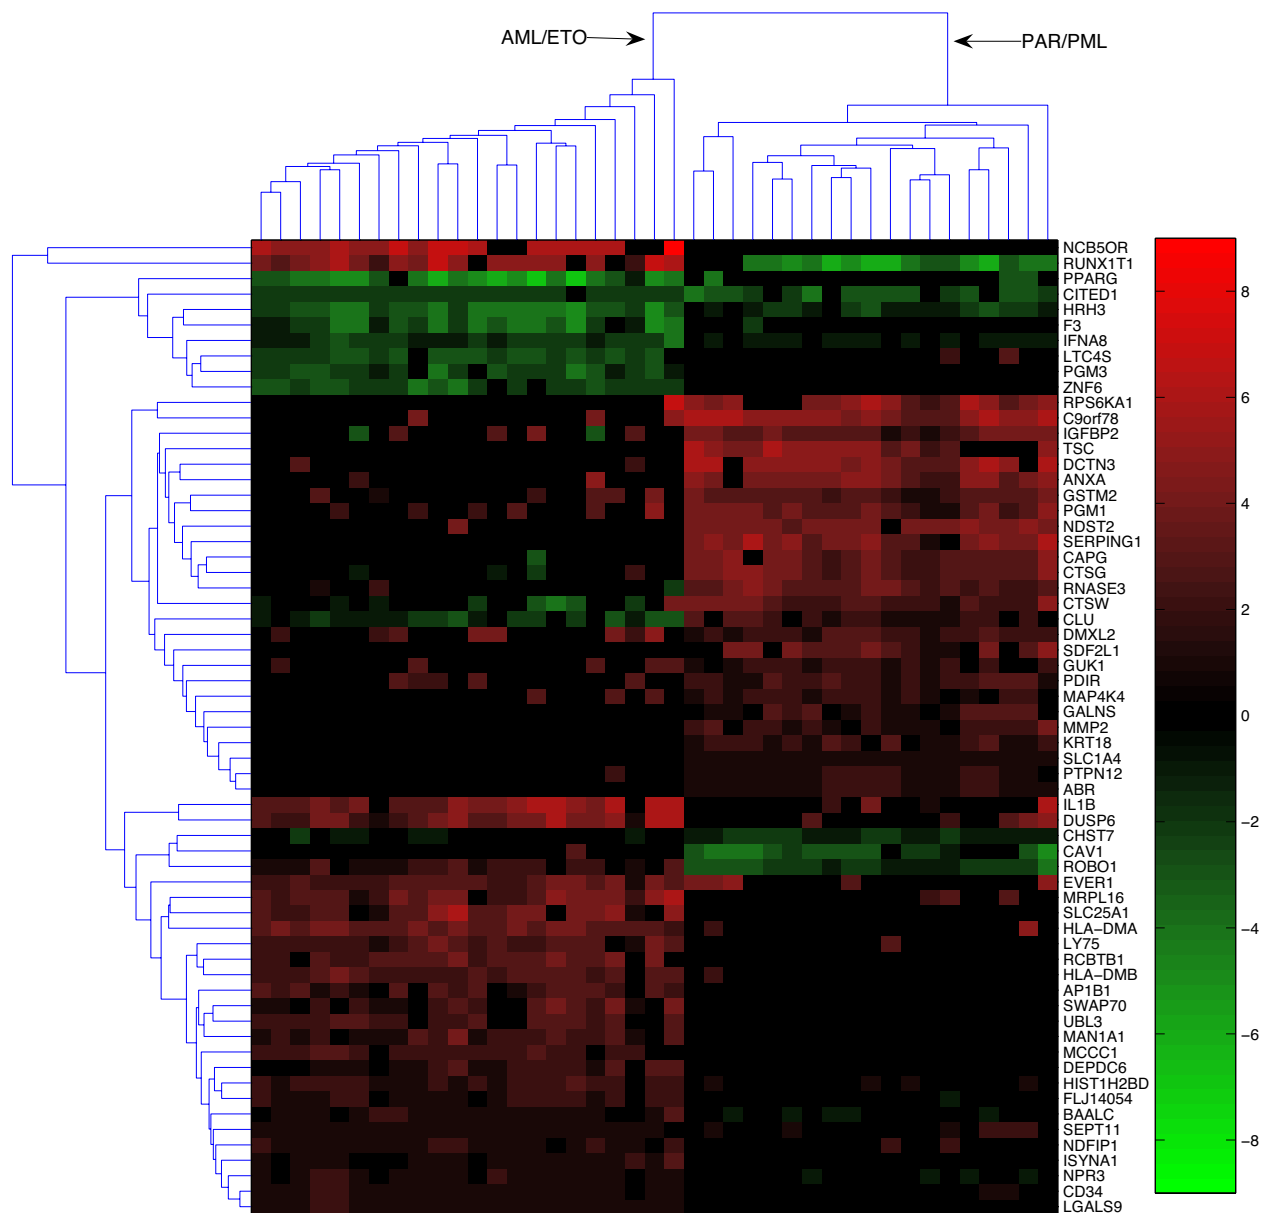 AML/ETO
PAR/PML
NCB5OR
RUNX1T1
PPARG
CITED1
HRH3
F3
IFNA8
LTC4S
PGM3
ZNF6
RPS6KA1
C9orf78
IGFBP2
TSC
DCTN3
ANXA
GSTM2
PGM1
NDST2
SERPING1
CAPG
CTSG
RNASE3
CTSW
CLU
DMXL2
SDF2L1
GUK1
PDIR
MAP4K4
GALNS
MMP2
KRT18
SLC1A4
PTPN12
ABR
IL1B
DUSP6
CHST7
CAV1
ROBO1
EVER1
MRPL16
SLC25A1
HLA−DMA
LY75
RCBTB1
HLA−DMB
AP1B1
SWAP70
UBL3
MAN1A1
MCCC1
DEPDC6
HIST1H2BD
FLJ14054
BAALC
SEPT11
NDFIP1
ISYNA1
NPR3
CD34
LGALS9
8
6
4
2
0
−2
−4
−6
−8